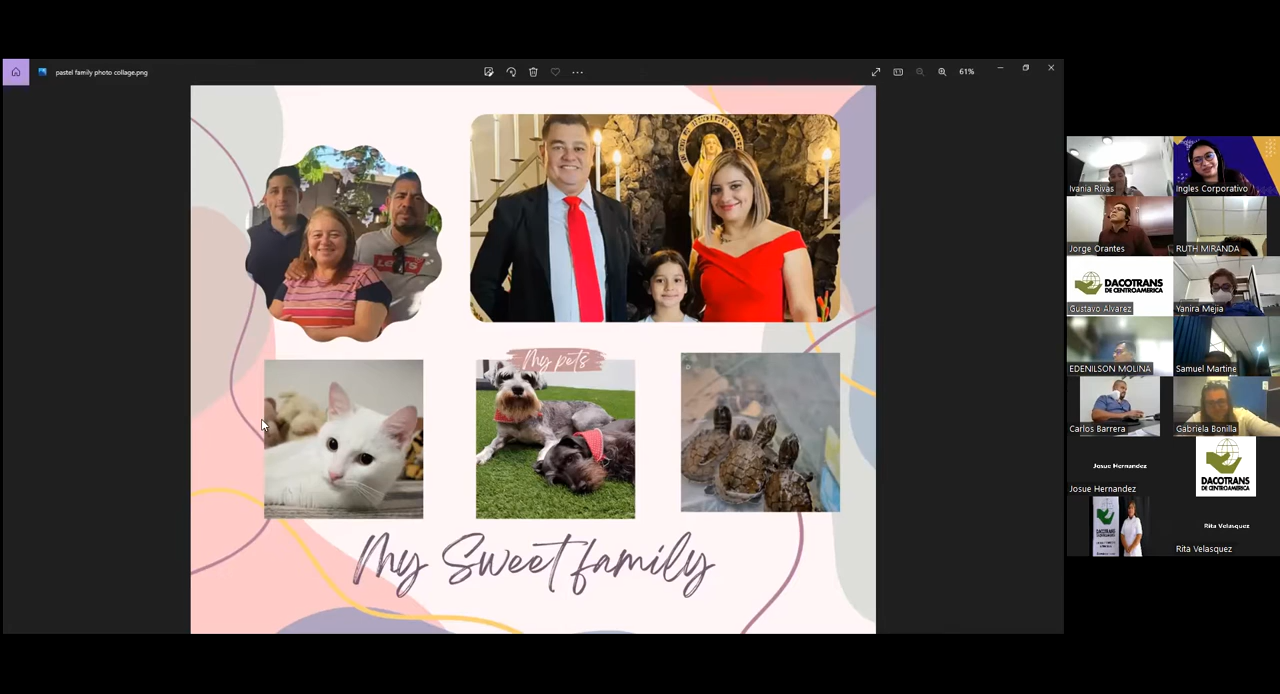 pastel family photo collage.png
61%
LEVI'S
My pets
My Sweet family
Ivania Rivas
Ingles Corporativo
Jorge Orantes
RUTH MIRANDA
DACOTRANS
DE CENTROAMERICA
Gustavo Alvarez
Yanira Mejia
EDENILSON MOLINA
Samuel Martine
Carlos Barrera
Gabriela Bonilla
Josue Hernandez
Josue Hernandez
DACOTRANS
DE CENTROAMERICA
Rita Velasquez
Rita Velasquez